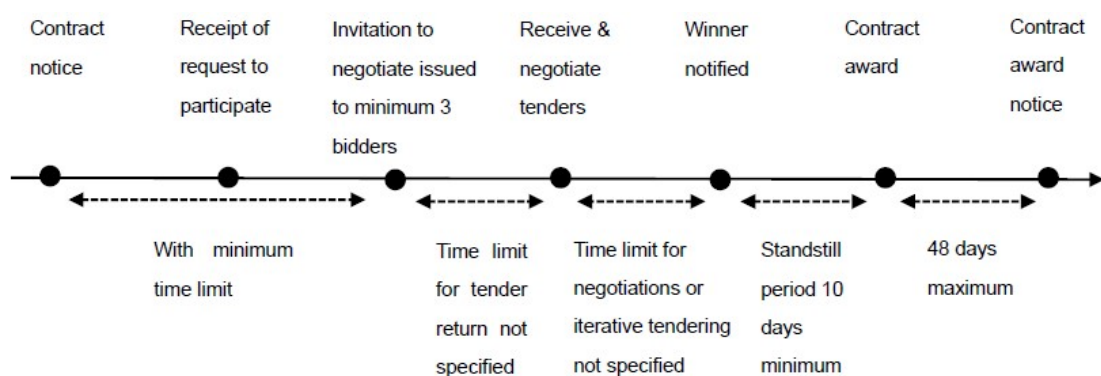 Contract
notice
Receipt of
request to
participate
Invitation to
negotiate issued
to minimum 3
bidders
Receive &
negotiate
tenders
Winner
notified
Contract
award
Contract
award
notice
With minimum
time limit
Time limit
for tender
return not
specified
Time limit for
negotiations or
iterative tendering
not specified
Standstill
period 10
days
minimum
48 days
maximum